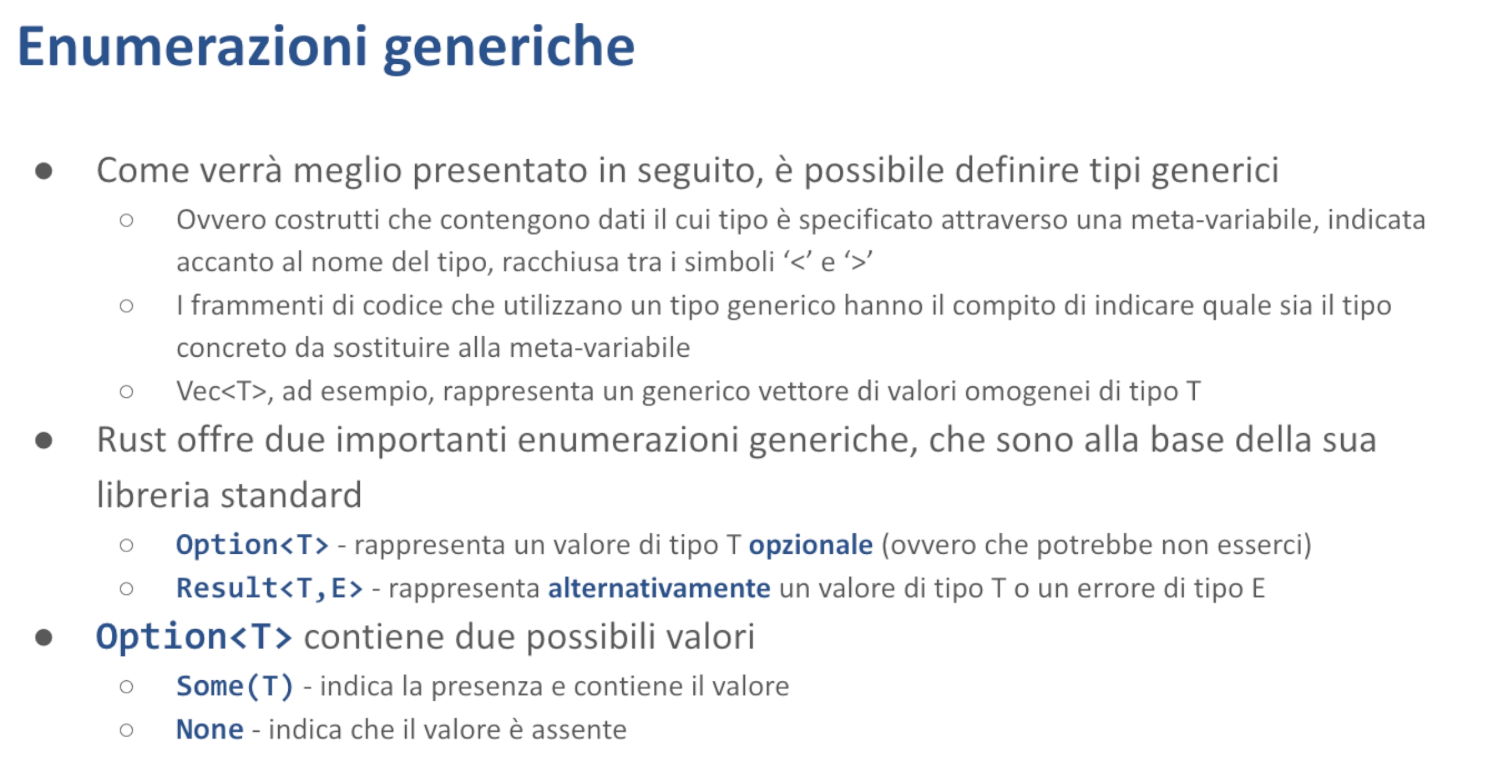 Enumerazioni generiche
● Come verrà meglio presentato in seguito, è possibile definire tipi generici
○ Ovvero costrutti che contengono dati il cui tipo è specificato attraverso una meta-variabile, indicata
accanto al nome del tipo, racchiusa tra i simboli ‘<’ e ‘>’
○ I frammenti di codice che utilizzano un tipo generico hanno il compito di indicare quale sia il tipo
concreto da sostituire alla meta-variabile
○ Vec<T>, ad esempio, rappresenta un generico vettore di valori omogenei di tipo T
● Rust offre due importanti enumerazioni generiche, che sono alla base della sua
libreria standard
○ Option<T> - rappresenta un valore di tipo T opzionale (ovvero che potrebbe non esserci)
○ Result<T,E> - rappresenta alternativamente un valore di tipo T o un errore di tipo E
● Option<T> contiene due possibili valori
○ Some(T) - indica la presenza e contiene il valore
○ None - indica che il valore è assente